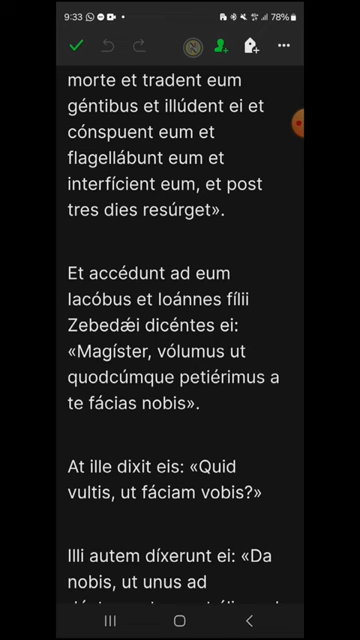 9:33
78%
morte et tradent eum
géntibus et illúdent ei et
cónspuent eum et
flagellábunt eum et
interfícient eum, et post
tres dies resúrget».
Et accédunt ad eum
Iacóbus et Ioánnes fílii
Zebedǽi dicéntes ei:
«Magíster, vólumus ut
quodcúmque petiérimus a
te fácias nobis».
At ille dixit eis: «Quid
vultis, ut fáciam vobis?»
Illi autem díxerunt ei: «Da
nobis, ut unus ad